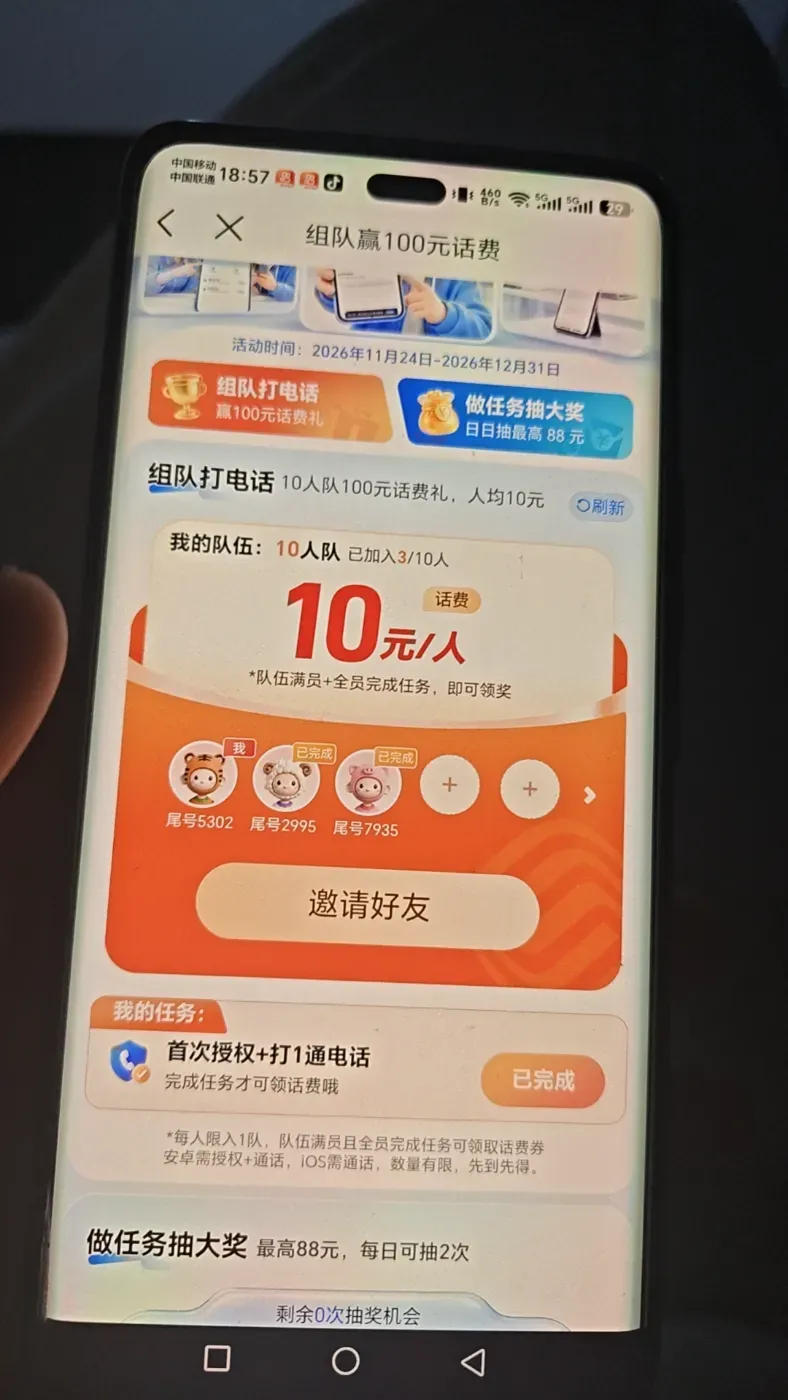 中国移动
中国联通 18:57 460 B/s 5G 5G 29
组队赢100元话费
活动时间：2026年11月24日-2026年12月31日
组队打电话
赢100元话费礼
做任务抽大奖
日日抽最高 88 元
组队打电话 10人队100元话费礼，人均10元 刷新
我的队伍：10人队 已加入3/10人
10元/人 话费
*队伍满员+全员完成任务，即可领奖
我 已完成 已完成
尾号5302 尾号2995 尾号7935
邀请好友
我的任务：
首次授权+打1通电话
完成任务才可领话费哦
已完成
*每人限入1队，队伍满员且全员完成任务可领取话费券
安卓需授权+通话，iOS需通话，数量有限，先到先得。
做任务抽大奖 最高88元，每日可抽2次
剩余0次抽奖机会